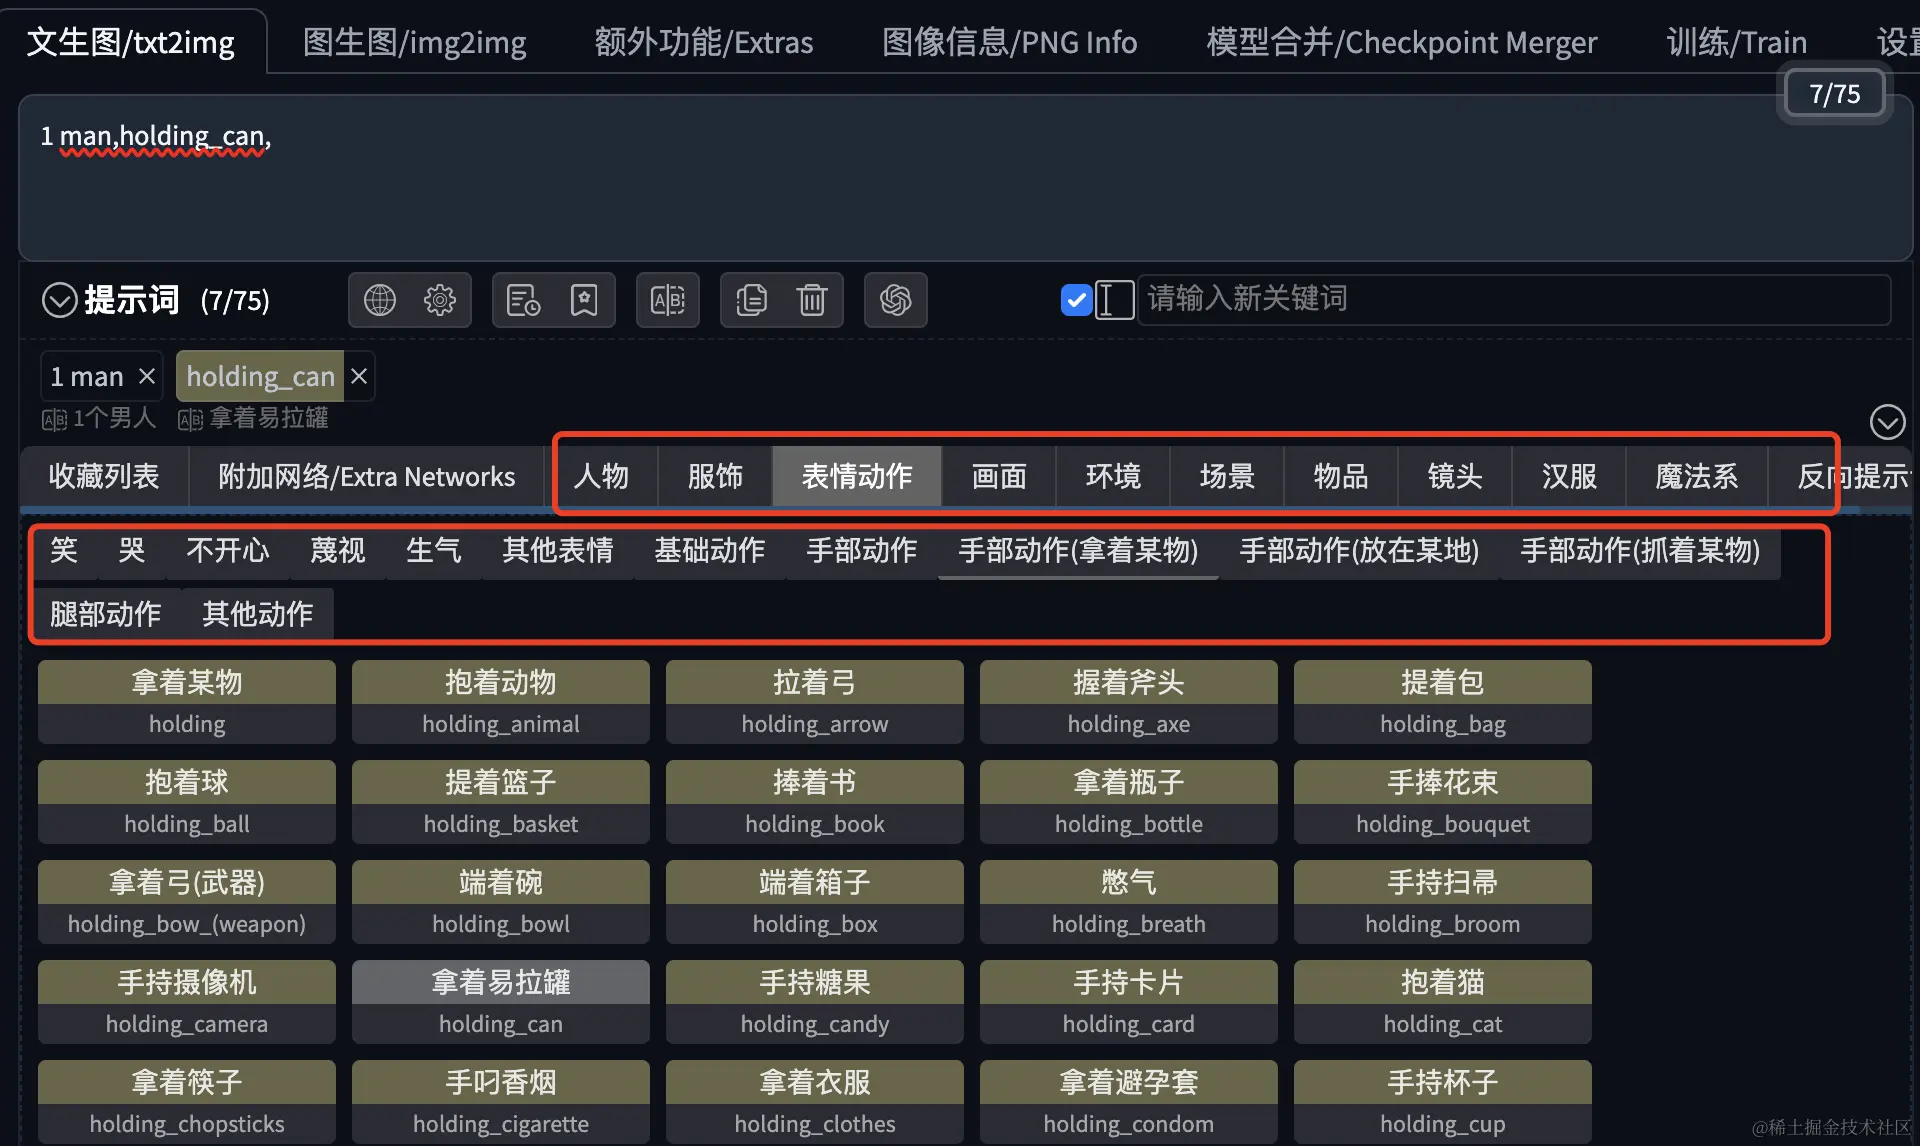 文生图/txt2img 图生图/img2img 额外功能/Extras 图像信息/PNG Info 模型合并/Checkpoint Merger 训练/Train 设置
7/75
1 man,holding_can,
提示词 (7/75) 请输入新关键词
1 man × holding_can ×
1个男人 拿着易拉罐
收藏列表 附加网络/Extra Networks 人物 服饰 表情动作 画面 环境 场景 物品 镜头 汉服 魔法系 反向提示
笑 哭 不开心 蔑视 生气 其他表情 基础动作 手部动作 手部动作(拿着某物) 手部动作(放在某地) 手部动作(抓着某物)
腿部动作 其他动作
拿着某物 抱着动物 拉着弓 握着斧头 提着包
holding holding_animal holding_arrow holding_axe holding_bag
抱着球 提着篮子 捧着书 拿着瓶子 手捧花束
holding_ball holding_basket holding_book holding_bottle holding_bouquet
拿着弓(武器) 端着碗 端着箱子 憋气 手持扫帚
holding_bow_(weapon) holding_bowl holding_box holding_breath holding_broom
手持摄像机 拿着易拉罐 手持糖果 手持卡片 抱着猫
holding_camera holding_can holding_candy holding_card holding_cat
拿着筷子 手叼香烟 拿着衣服 拿着避孕套 手持杯子
holding_chopsticks holding_cigarette holding_clothes holding_condom holding_cup
@稀土掘金技术社区